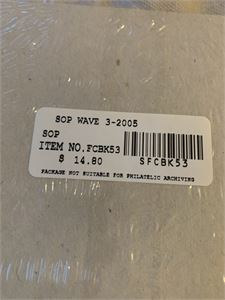 SOP WAVE 3-2005
SOP
ITEM NO.FCBK53
$ 14.80 SFCBK53
PACKAGE NOT SUITABLE FOR PHILATELIC ARCHIVING